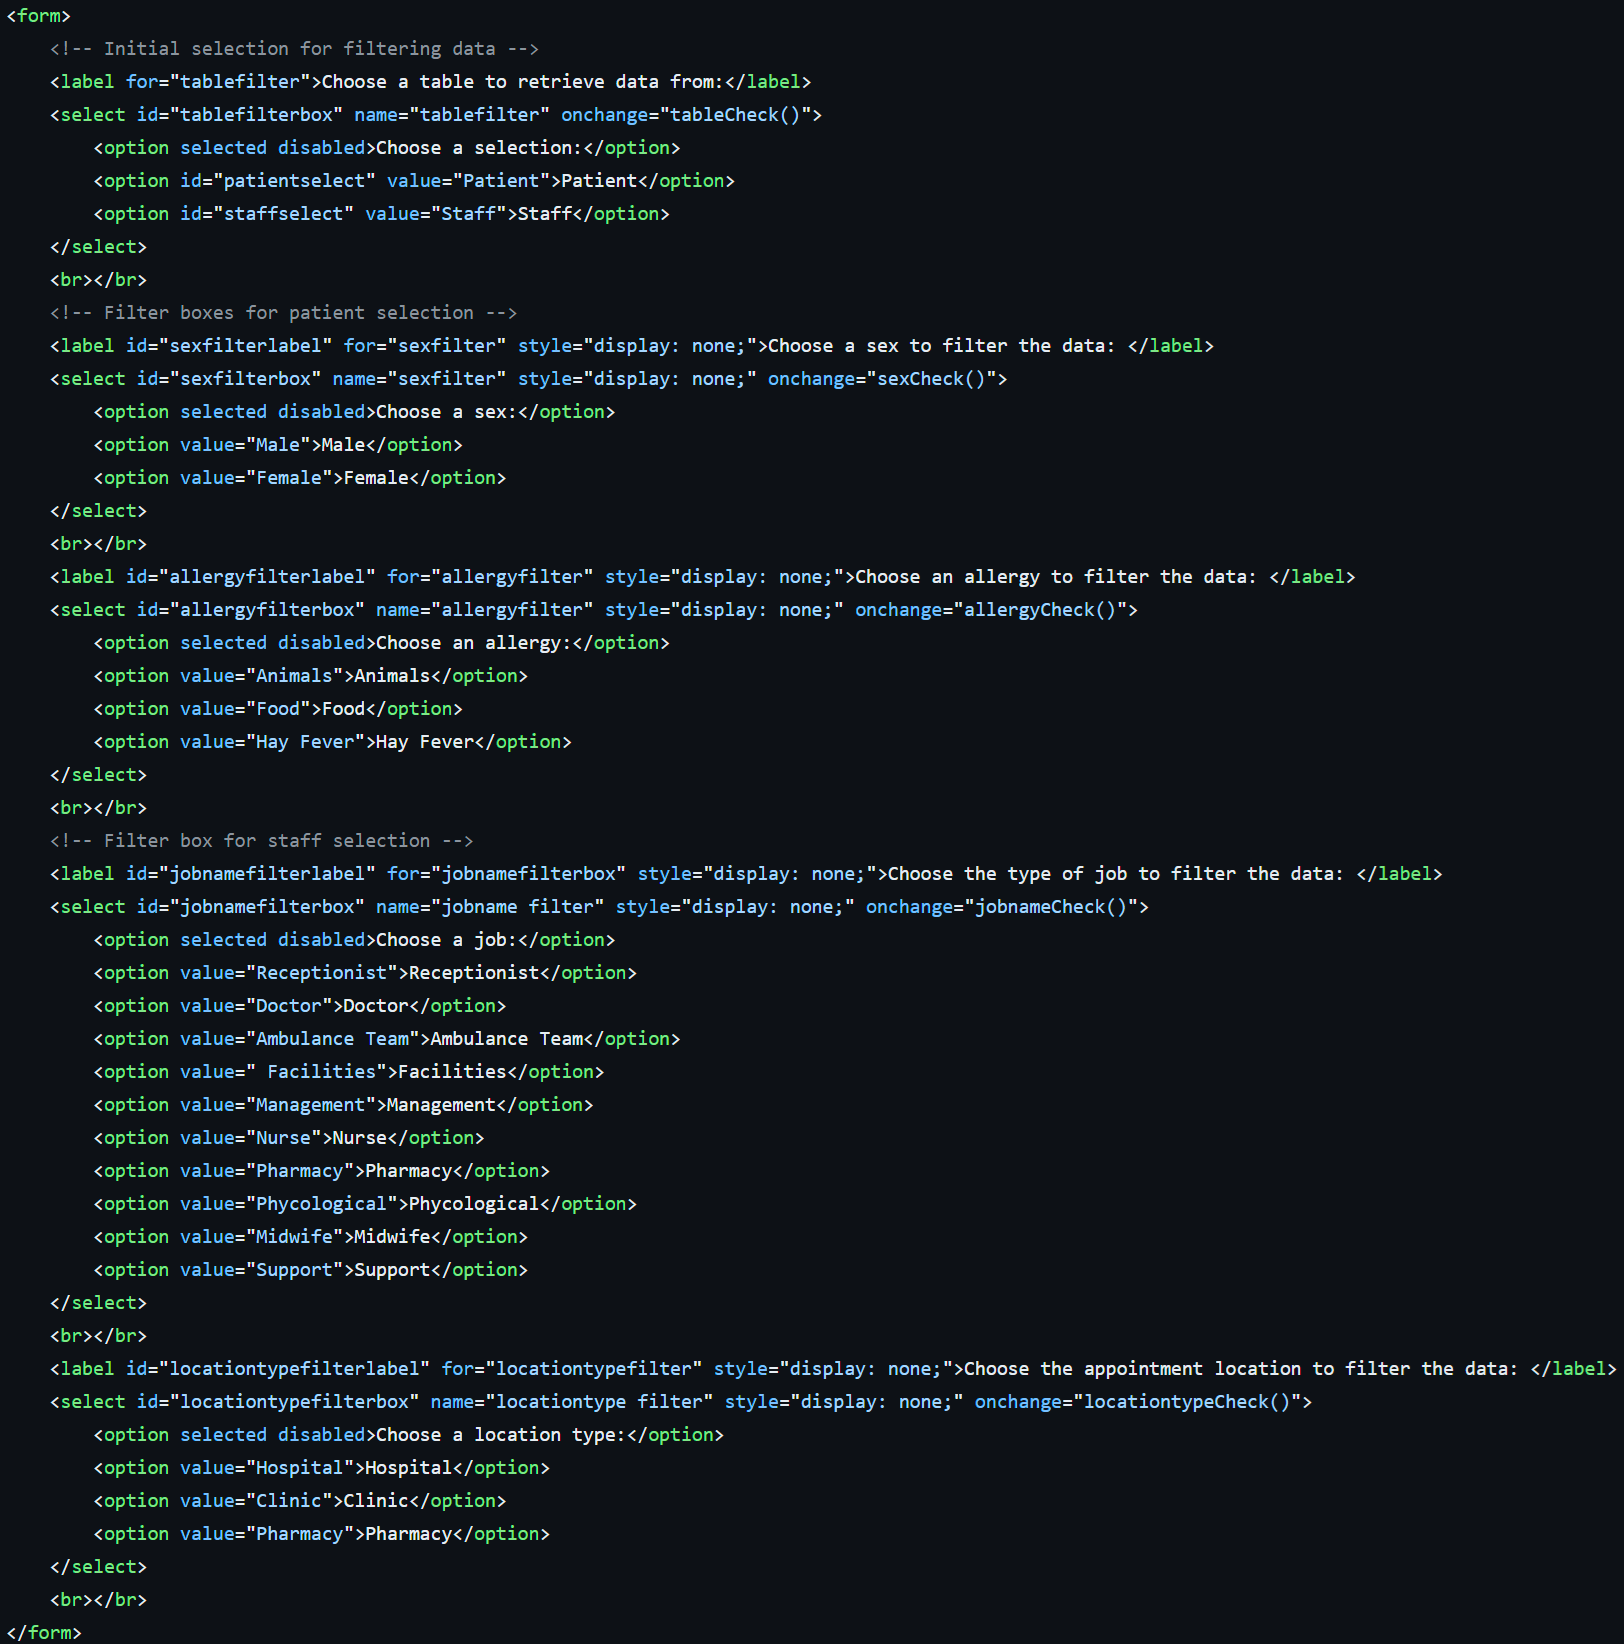 <form>
    <!-- Initial selection for filtering data -->
    <label for="tablefilter">Choose a table to retrieve data from:</label>
    <select id="tablefilterbox" name="tablefilter" onchange="tableCheck()">
        <option selected disabled>Choose a selection:</option>
        <option id="patientselect" value="Patient">Patient</option>
        <option id="staffselect" value="Staff">Staff</option>
    </select>
    <br></br>
    <!-- Filter boxes for patient selection -->
    <label id="sexfilterlabel" for="sexfilter" style="display: none;">Choose a sex to filter the data: </label>
    <select id="sexfilterbox" name="sexfilter" style="display: none;" onchange="sexCheck()">
        <option selected disabled>Choose a sex:</option>
        <option value="Male">Male</option>
        <option value="Female">Female</option>
    </select>
    <br></br>
    <label id="allergyfilterlabel" for="allergyfilter" style="display: none;">Choose an allergy to filter the data: </label>
    <select id="allergyfilterbox" name="allergyfilter" style="display: none;" onchange="allergyCheck()">
        <option selected disabled>Choose an allergy:</option>
        <option value="Animals">Animals</option>
        <option value="Food">Food</option>
        <option value="Hay Fever">Hay Fever</option>
    </select>
    <br></br>
    <!-- Filter box for staff selection -->
    <label id="jobnamefilterlabel" for="jobnamefilterbox" style="display: none;">Choose the type of job to filter the data: </label>
    <select id="jobnamefilterbox" name="jobname filter" style="display: none;" onchange="jobnameCheck()">
        <option selected disabled>Choose a job:</option>
        <option value="Receptionist">Receptionist</option>
        <option value="Doctor">Doctor</option>
        <option value="Ambulance Team">Ambulance Team</option>
        <option value=" Facilities">Facilities</option>
        <option value="Management">Management</option>
        <option value="Nurse">Nurse</option>
        <option value="Pharmacy">Pharmacy</option>
        <option value="Phycological">Phycological</option>
        <option value="Midwife">Midwife</option>
        <option value="Support">Support</option>
    </select>
    <br></br>
    <label id="locationtypefilterlabel" for="locationtypefilter" style="display: none;">Choose the appointment location to filter the data: </label>
    <select id="locationtypefilterbox" name="locationtype filter" style="display: none;" onchange="locationtypeCheck()">
        <option selected disabled>Choose a location type:</option>
        <option value="Hospital">Hospital</option>
        <option value="Clinic">Clinic</option>
        <option value="Pharmacy">Pharmacy</option>
    </select>
    <br></br>
</form>